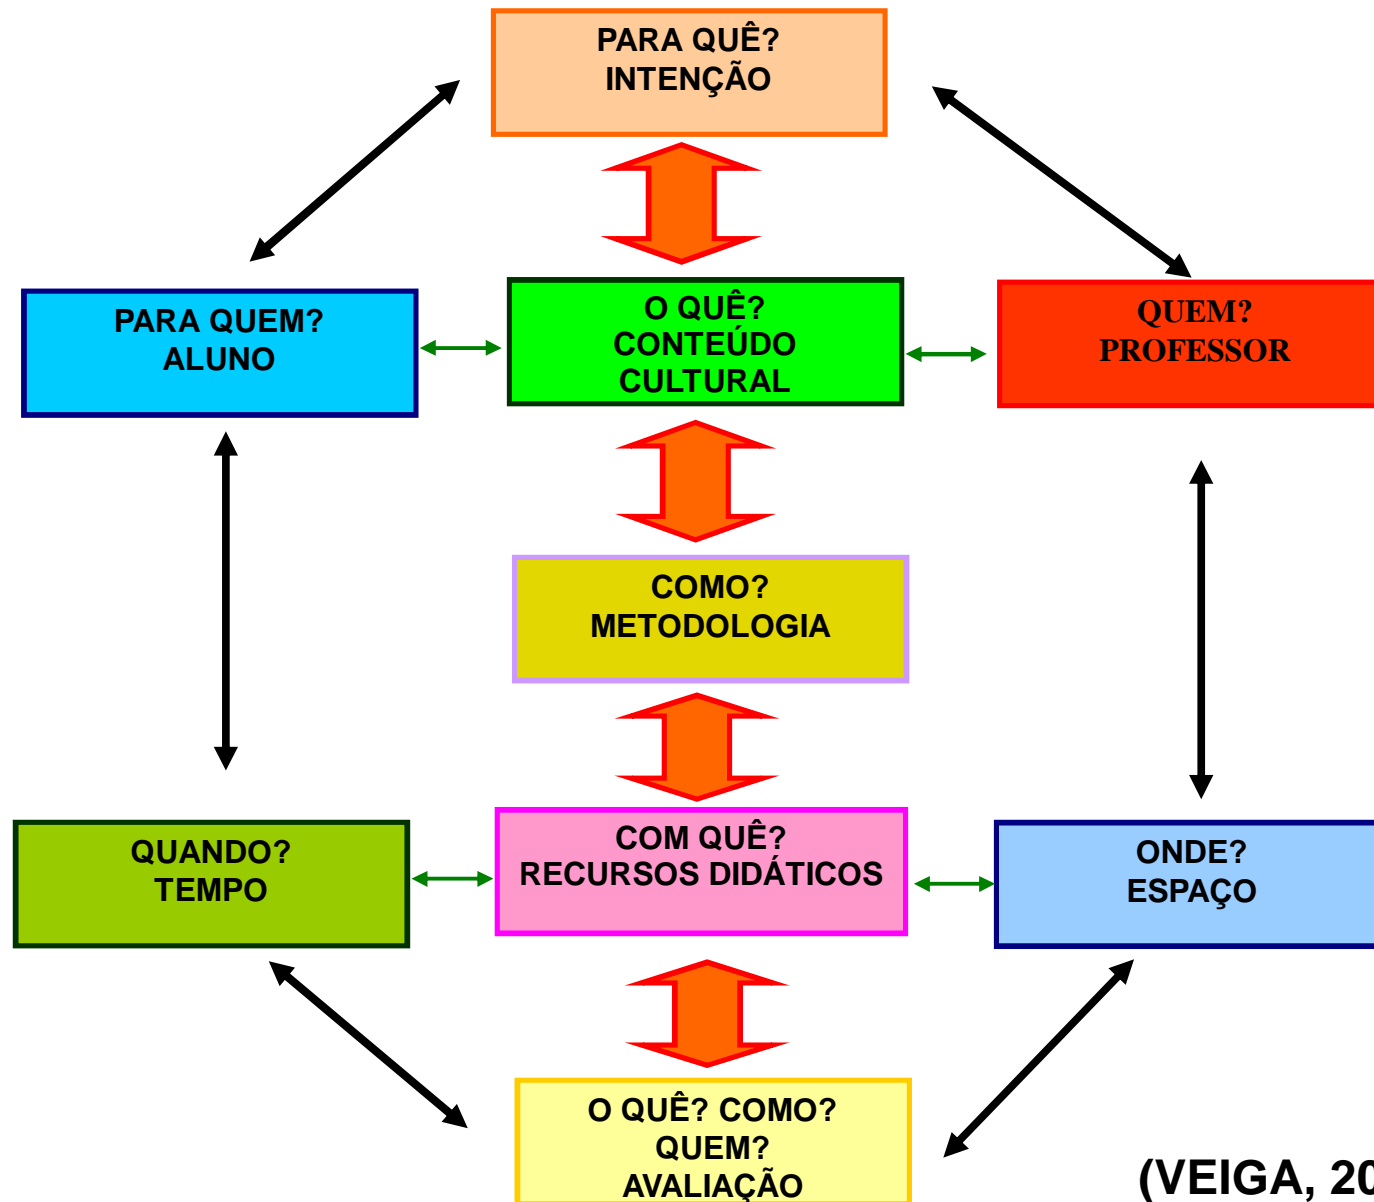 PARA QUÊ?
INTENÇÃO
PARA QUEM?
ALUNO
O QUÊ?
CONTEÚDO
CULTURAL
QUEM?
PROFESSOR
COMO?
METODOLOGIA
QUANDO?
TEMPO
COM QUÊ?
RECURSOS DIDÁTICOS
ONDE?
ESPAÇO
O QUÊ? COMO?
QUEM?
AVALIAÇÃO
(VEIGA, 20